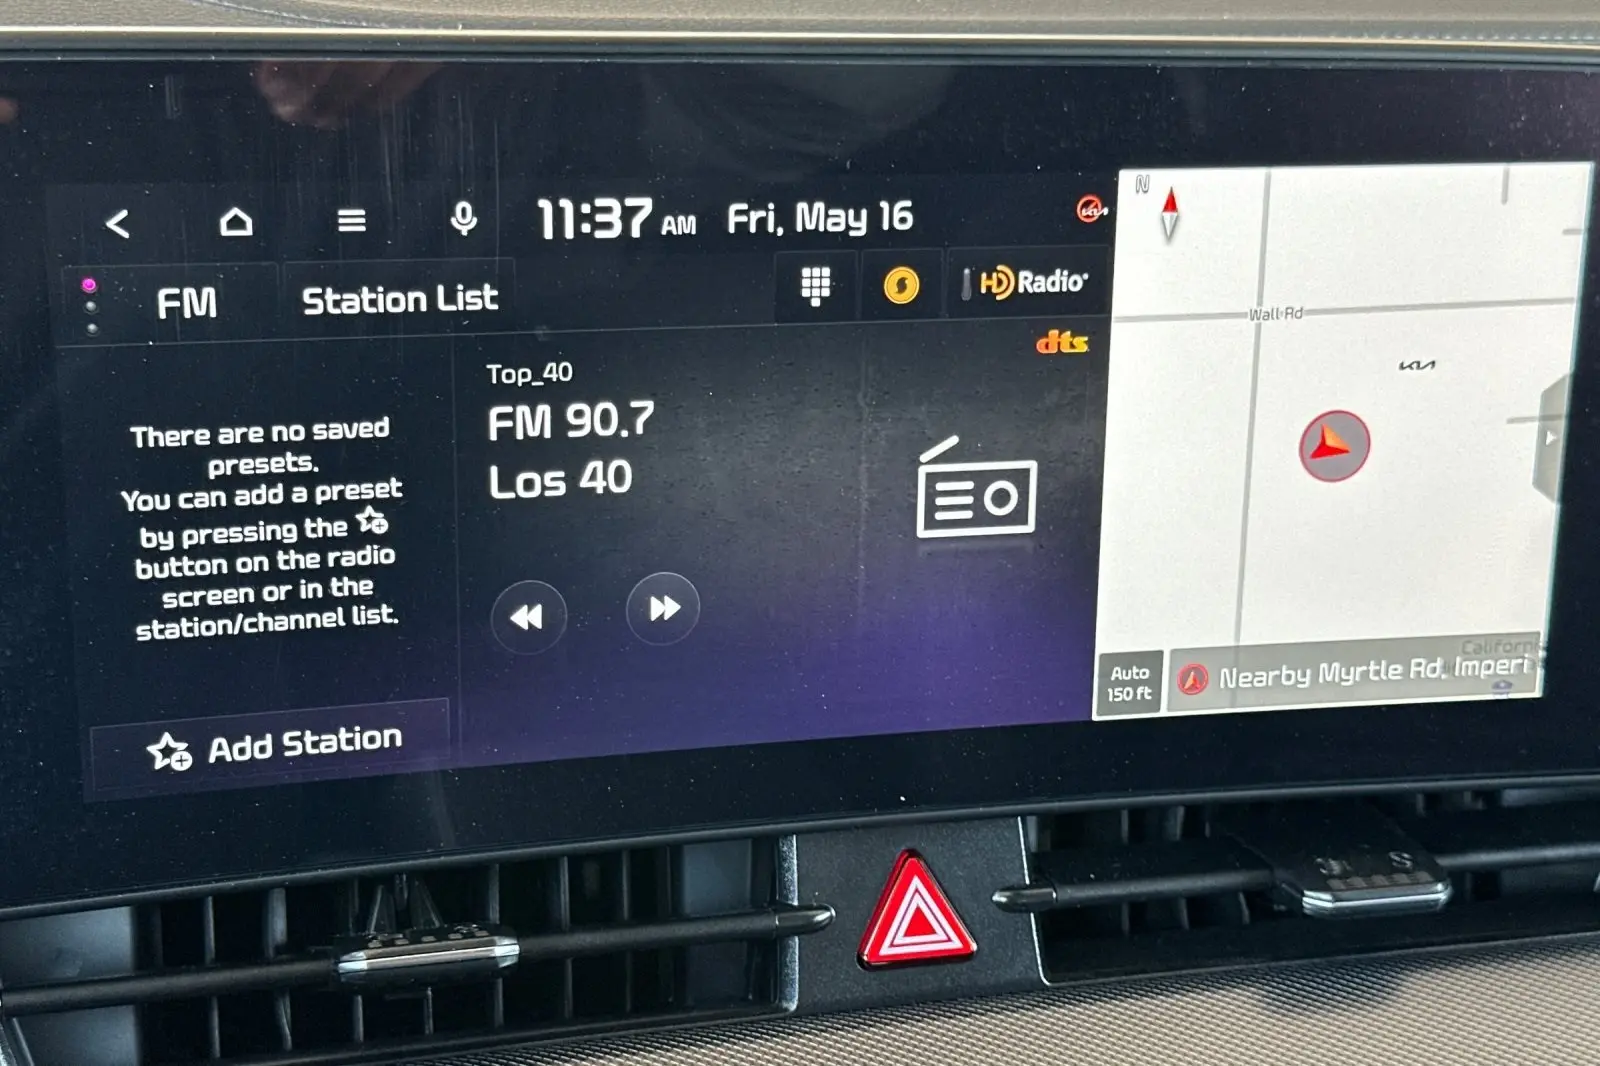 11:37 AM Fri, May 16
FM
Station List
HD Radio
dts
There are no saved
presets.
You can add a preset
by pressing the
button on the radio
screen or in the
station/channel list.
Add Station
Top_40
FM 90.7
Los 40
N
Wall Rd
KIA
Auto
150 ft
Nearby Myrtle Rd, Imperi